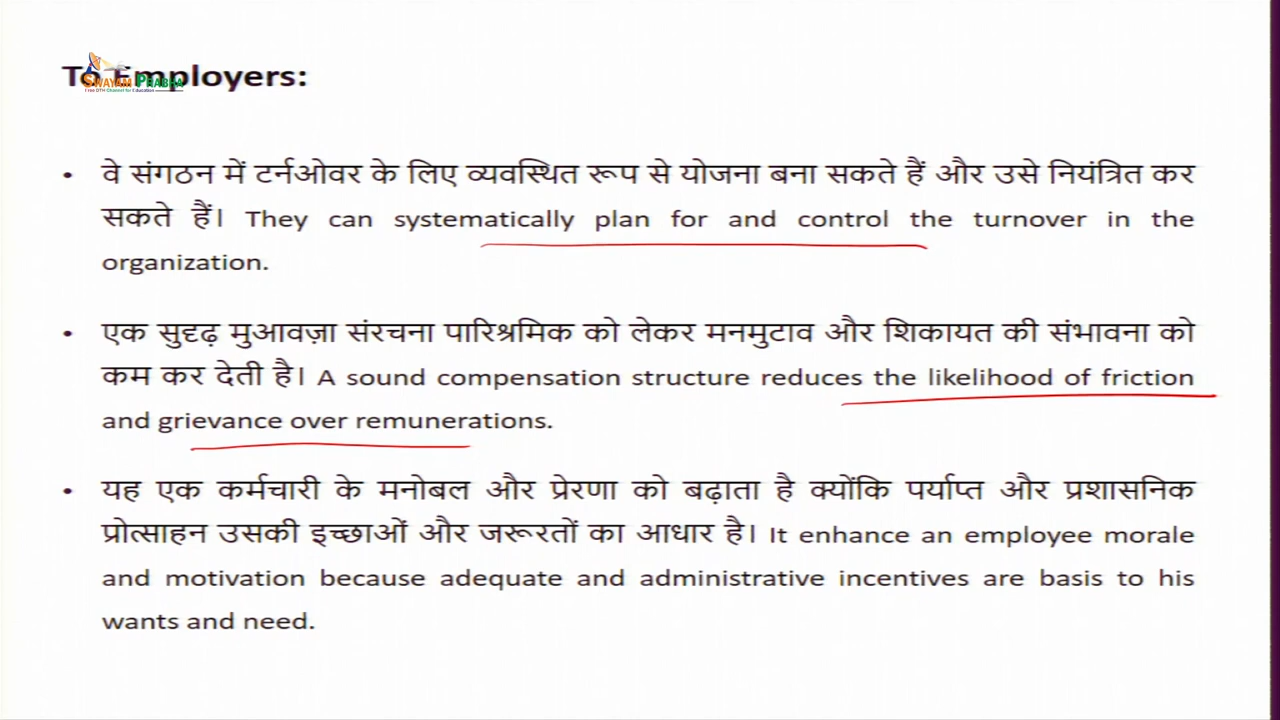 To Employers:
SWAYAM PRABHA
• वे संगठन में टर्नओवर के लिए व्यवस्थित रूप से योजना बना सकते हैं और उसे नियंत्रित कर
सकते हैं। They can systematically plan for and control the turnover in the
organization.
• एक सुदृढ़ मुआवज़ा संरचना पारिश्रमिक को लेकर मनमुटाव और शिकायत की संभावना को
कम कर देती है। A sound compensation structure reduces the likelihood of friction
and grievance over remunerations.
• यह एक कर्मचारी के मनोबल और प्रेरणा को बढ़ाता है क्योंकि पर्याप्त और प्रशासनिक
प्रोत्साहन उसकी इच्छाओं और जरूरतों का आधार है। It enhance an employee morale
and motivation because adequate and administrative incentives are basis to his
wants and need.